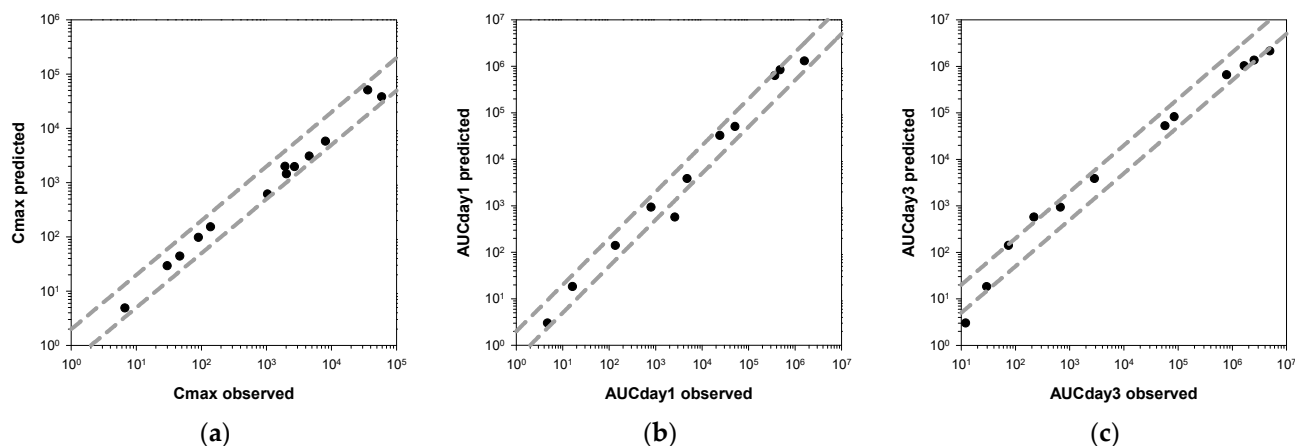 Cmax predicted
10⁶
10⁵
10⁴
10³
10²
10¹
10⁰
10⁰ 10¹ 10² 10³ 10⁴ 10⁵
Cmax observed
(a)
AUCday1 predicted
10⁷
10⁶
10⁵
10⁴
10³
10²
10¹
10⁰
10⁰ 10¹ 10² 10³ 10⁴ 10⁵ 10⁶ 10⁷
AUCday1 observed
(b)
AUCday3 predicted
10⁷
10⁶
10⁵
10⁴
10³
10²
10¹
10⁰
10¹ 10² 10³ 10⁴ 10⁵ 10⁶ 10⁷
AUCday3 observed
(c)